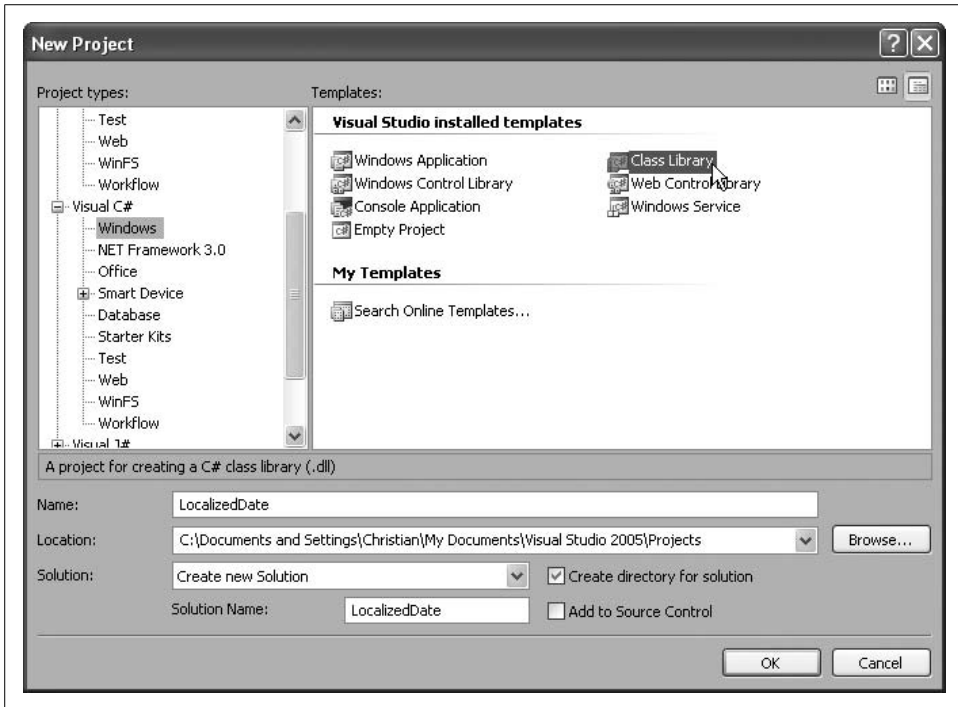 New Project
Project types:
Templates:
Test
Web
WinFS
Workflow
Visual C#
Windows
NET Framework 3.0
Office
Smart Device
Database
Starter Kits
Test
Web
WinFS
Workflow
Visual J#
Visual Studio installed templates
Windows Application
Class Library
Windows Control Library
Web Control Library
Console Application
Windows Service
Empty Project
My Templates
Search Online Templates...
A project for creating a C# class library (.dll)
Name: LocalizedDate
Location: C:\Documents and Settings\Christian\My Documents\Visual Studio 2005\Projects Browse...
Solution: Create new Solution Create directory for solution
Solution Name: LocalizedDate Add to Source Control
OK Cancel